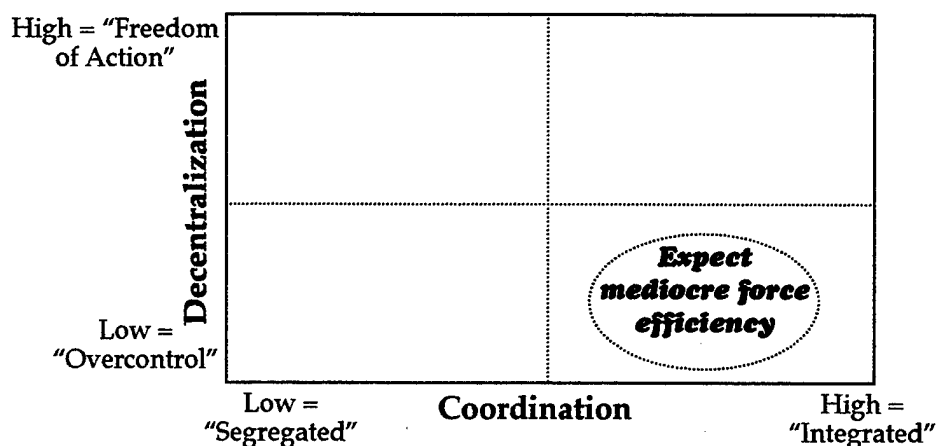 High = “Freedom
of Action”
Decentralization
Low =
“Overcontrol”
Expect
mediocre force
efficiency
Low =
“Segregated”
Coordination
High =
“Integrated”